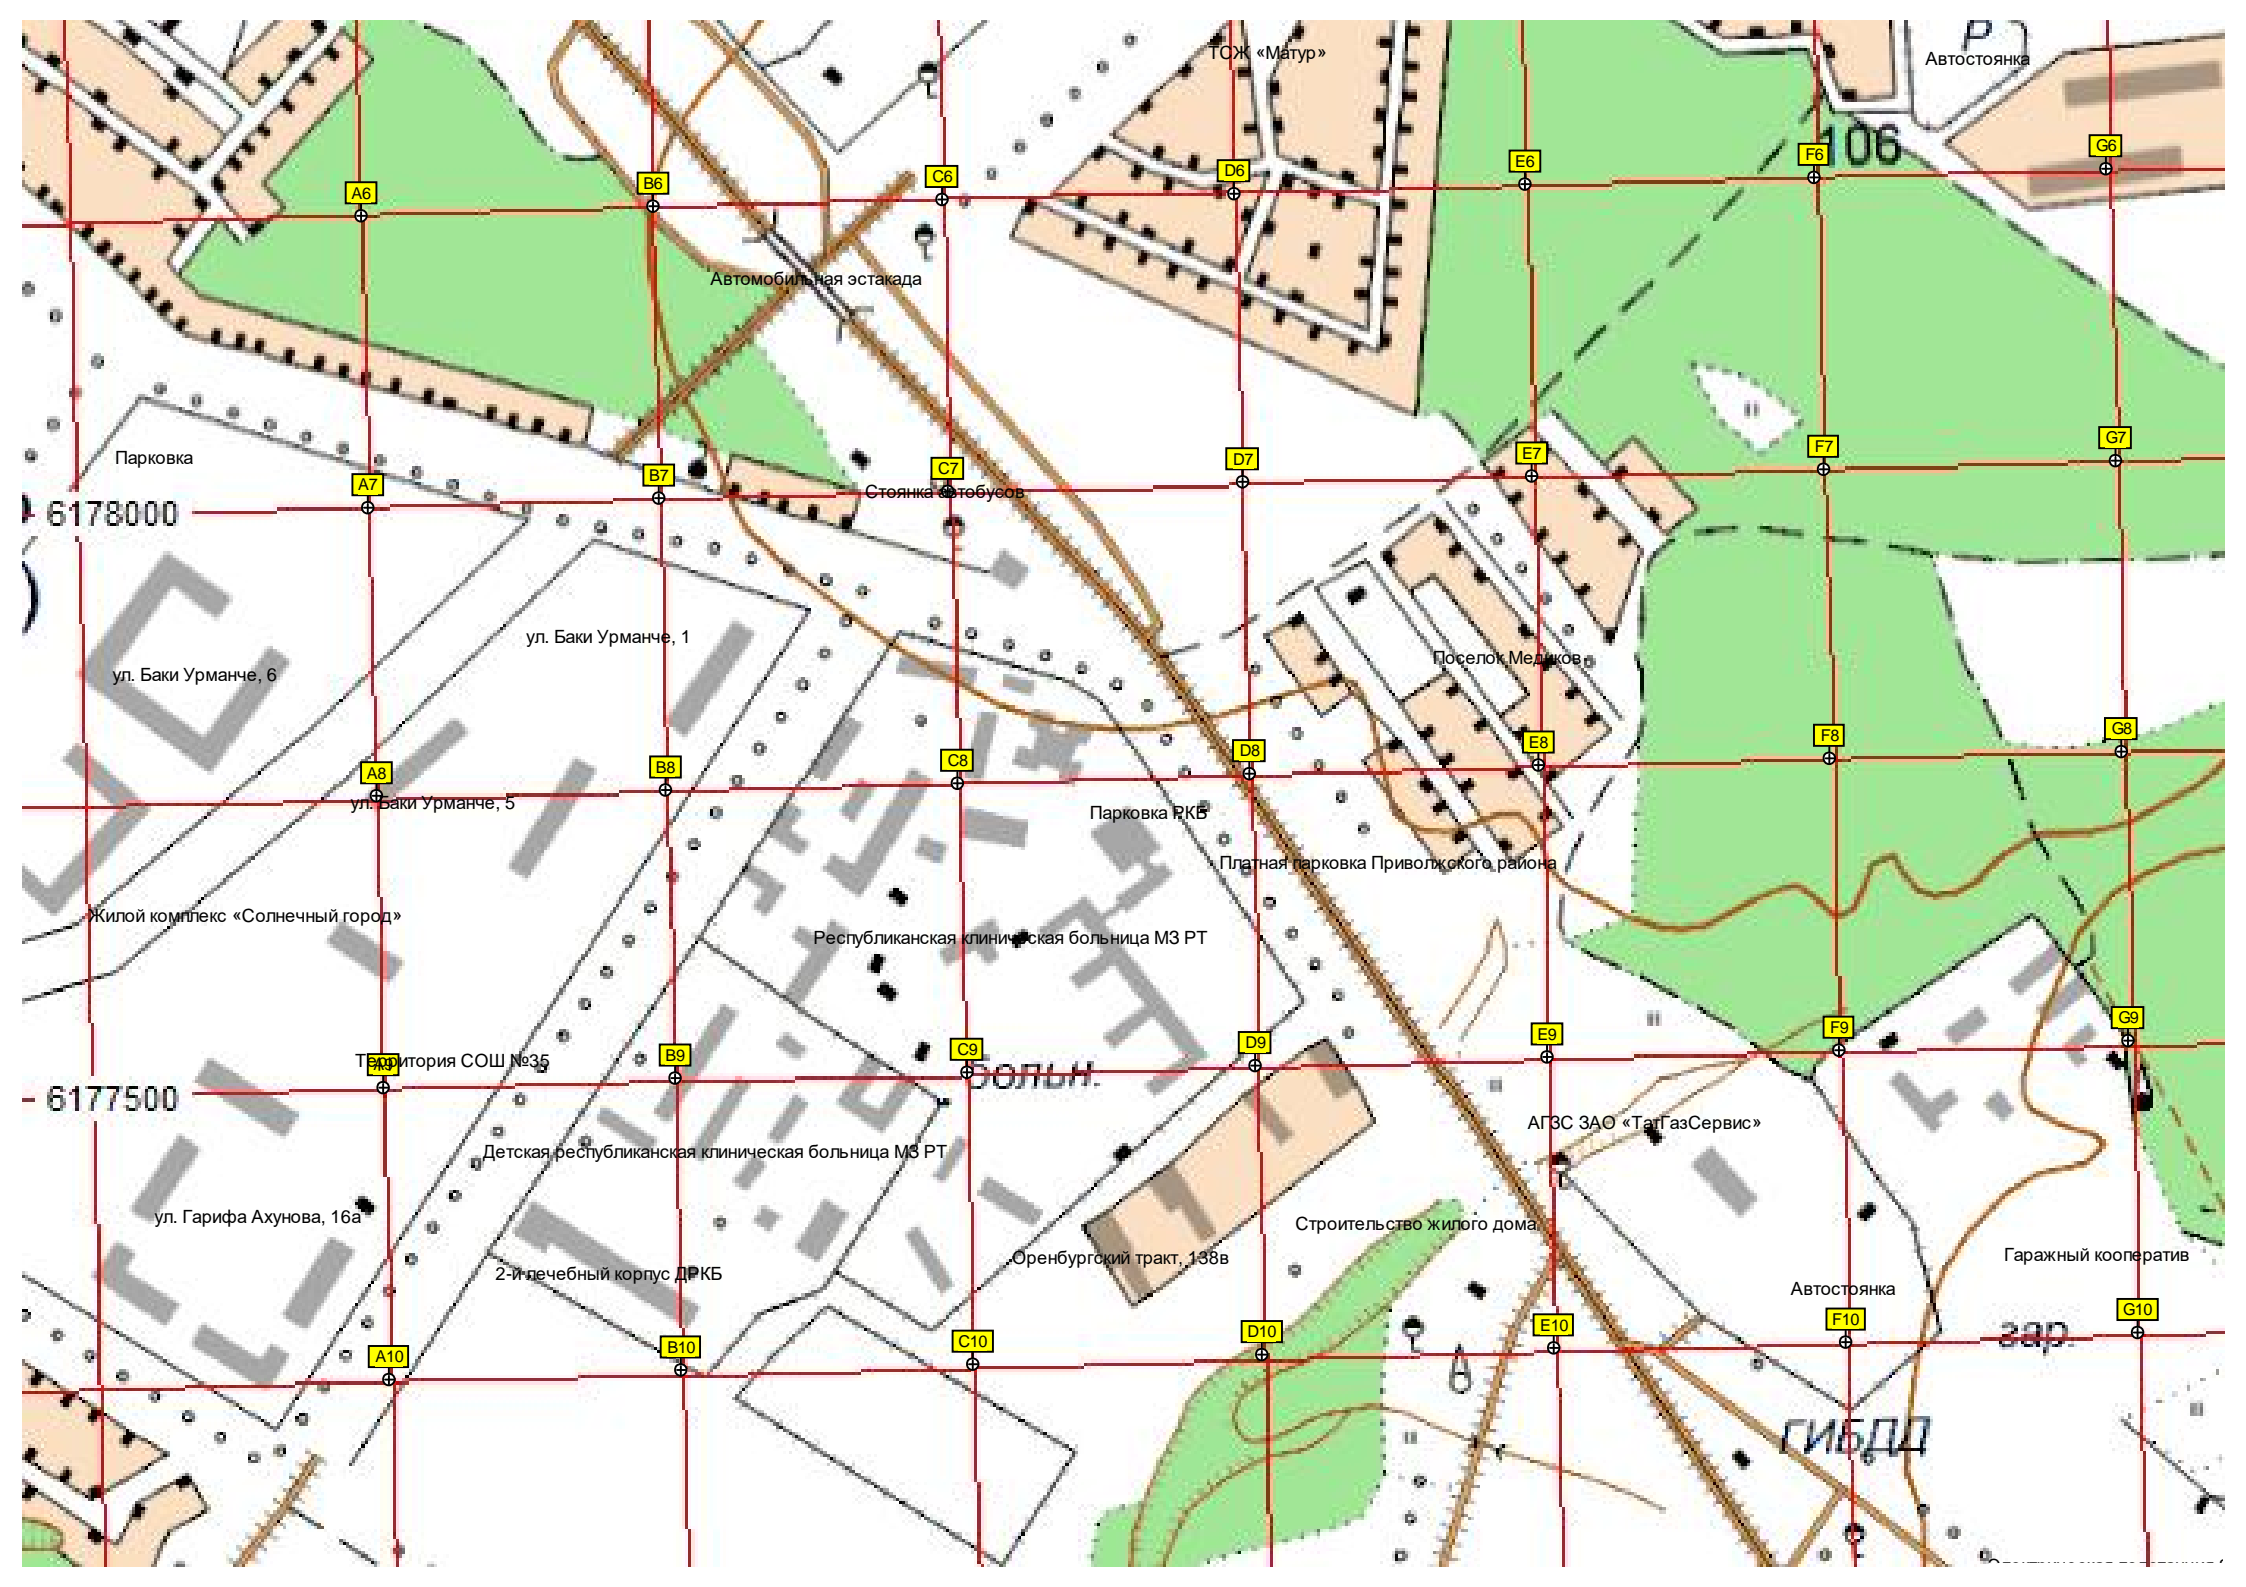 Р
ТСЖ «Матур»
Автостоянка
106
A6
B6
C6
D6
E6
F6
G6
Автомобильная эстакада
Парковка
A7
B7
C7
D7
E7
F7
G7
Стоянка автобусов
6178000
ул. Баки Урманче, 1
ул. Баки Урманче, 6
Поселок Медиков
A8
B8
C8
D8
E8
F8
G8
ул. Баки Урманче, 5
Парковка РКБ
Платная парковка Приволжского района
Жилой комплекс «Солнечный город»
Республиканская клиническая больница МЗ РТ
A9
B9
C9
D9
E9
F9
G9
Территория СОШ №35
больн.
6177500
АГЗС ЗАО «ТатГазСервис»
Детская республиканская клиническая больница МЗ РТ
ул. Гарифа Ахунова, 16а
Строительство жилого дома
Оренбургский тракт, 138в
Гаражный кооператив
2-й лечебный корпус ДРКБ
Автостоянка
A10
B10
C10
D10
E10
F10
G10
гар.
ГИБДД